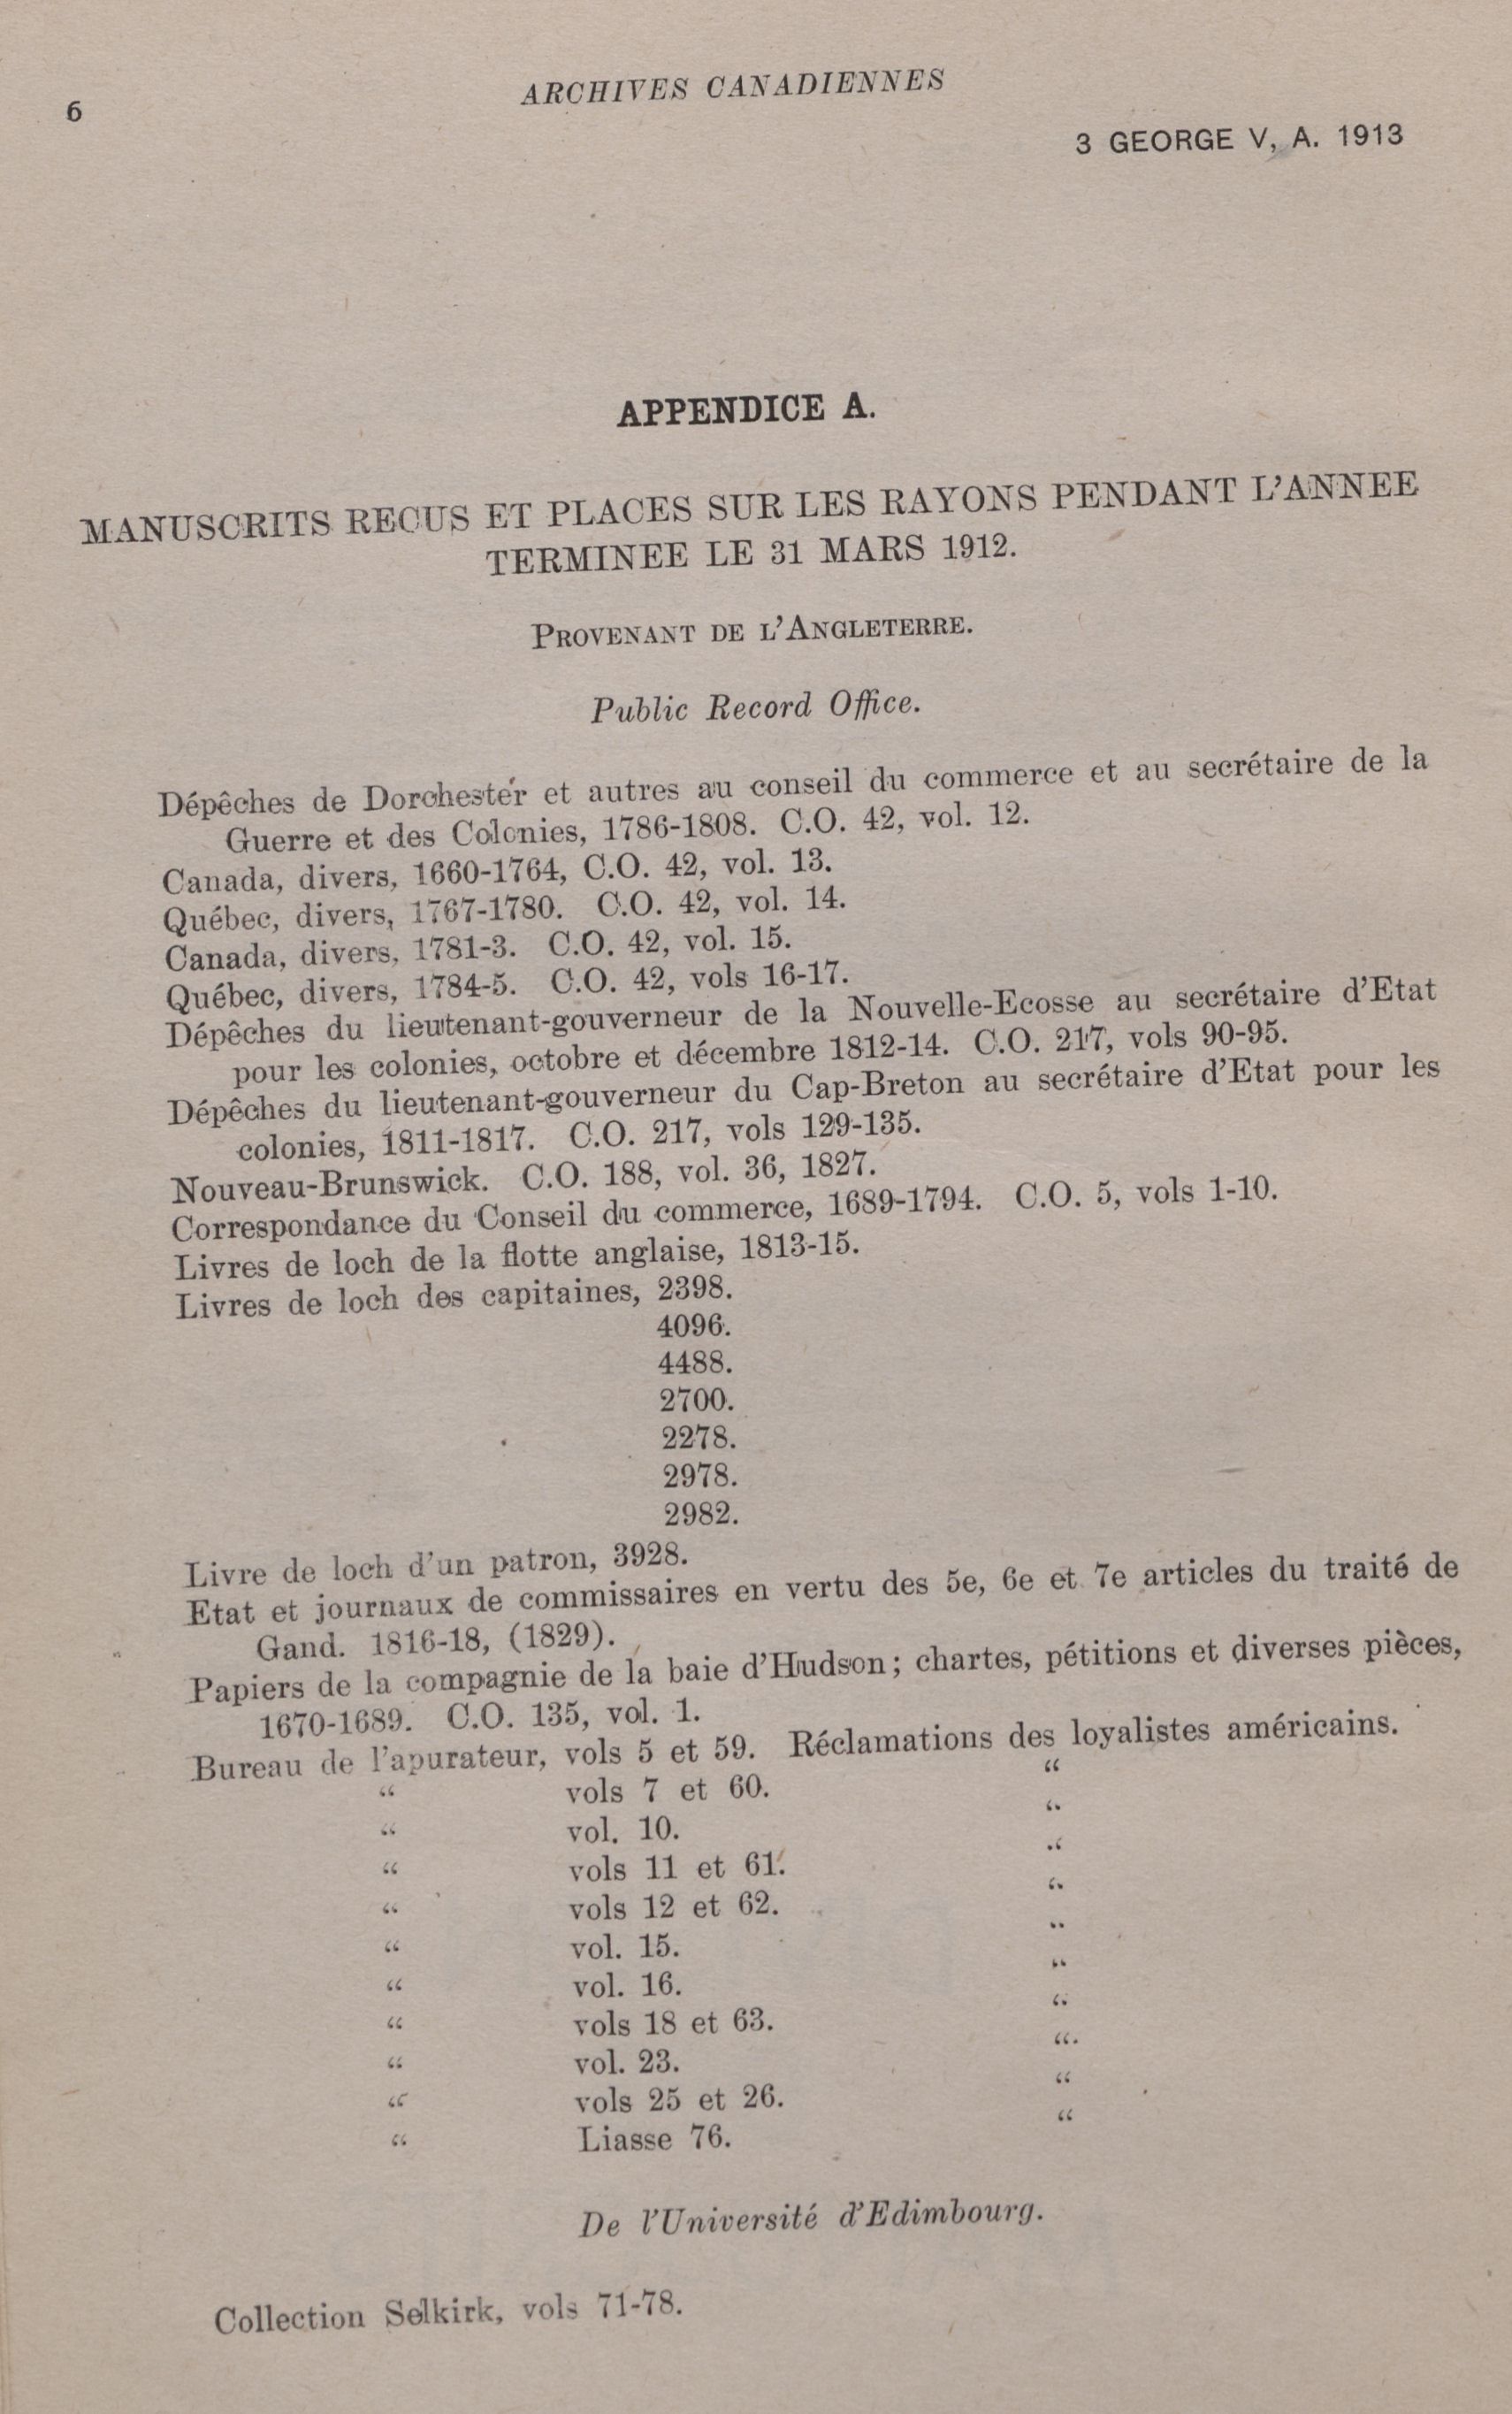 6
ARCHIVES CANADIENNES
3 GEORGE V, A. 1913
APPENDICE A.
MANUSCRITS RECUS ET PLACES SUR LES RAYONS PENDANT L'ANNEE
TERMINEE LE 31 MARS 1912.
PROVENANT DE L'ANGLETERRE.
Public Record Office.
Dépêches de Dorchester et autres au conseil du commerce et au secrétaire de la
Guerre et des Colonies, 1786-1808. C.O. 42, vol. 12.
Canada, divers, 1660-1764, C.O. 42, vol. 13.
Québec, divers, 1767-1780. C.O. 42, vol. 14.
Canada, divers, 1781-3. C.O. 42, vol. 15.
Québec, divers, 1784-5. C.O. 42, vols 16-17.
Dépêches du lieutenant-gouverneur de la Nouvelle-Ecosse au secrétaire d'Etat
pour les colonies, octobre et décembre 1812-14. C.O. 217, vols 90-95.
Dépêches du lieutenant-gouverneur du Cap-Breton au secrétaire d'Etat pour les
colonies, 1811-1817. C.O. 217, vols 129-135.
Nouveau-Brunswick. C.O. 188, vol. 36, 1827.
Correspondance du Conseil du commerce, 1689-1794. C.O. 5, vols 1-10.
Livres de loch de la flotte anglaise, 1813-15.
Livres de loch des capitaines, 2398.
4096.
4488.
2700.
2278.
2978.
2982.
Livre de loch d'un patron, 3928.
Etat et journaux de commissaires en vertu des 5e, 6e et 7e articles du traité de
Gand. 1816-18, (1829).
Papiers de la compagnie de la baie d'Hudson; chartes, pétitions et diverses pièces,
1670-1689. C.O. 135, vol. 1.
Bureau de l'apurateur, vols 5 et 59. Réclamations des loyalistes américains.
" vols 7 et 60. "
" vol. 10. "
" vols 11 et 61. "
" vols 12 et 62. "
" vol. 15. "
" vol. 16. "
" vols 18 et 63. "
" vol. 23. "
" vols 25 et 26. "
" Liasse 76. "
De l'Université d'Edimbourg.
Collection Selkirk, vols 71-78.